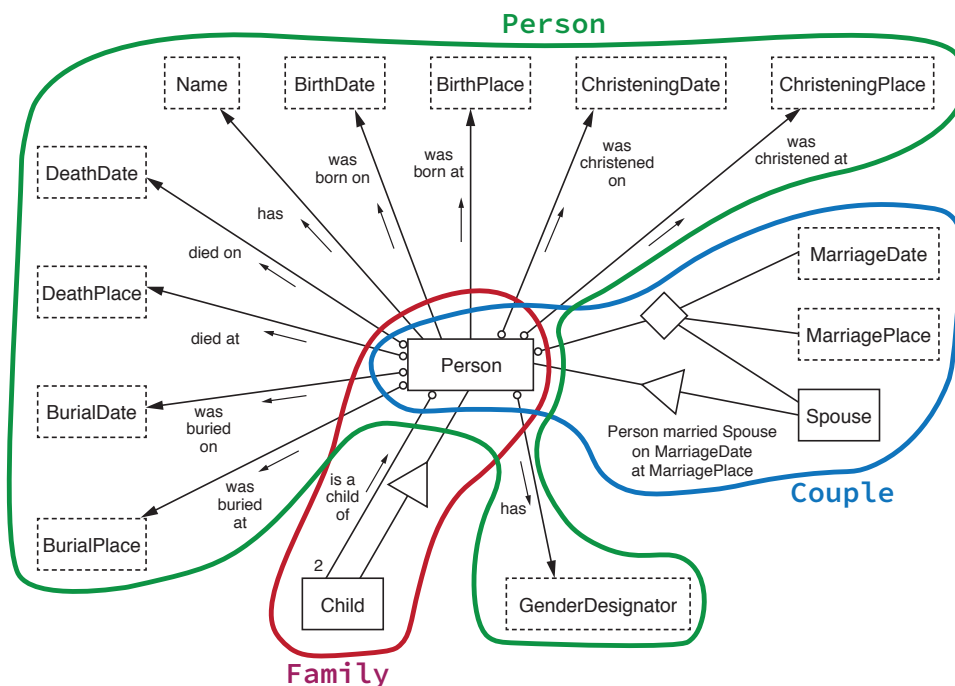 Person
Name
BirthDate
BirthPlace
ChristeningDate
ChristeningPlace
DeathDate
has
was
born on
was
born at
was
christened
on
was
christened at
died on
DeathPlace
died at
MarriageDate
MarriagePlace
Person
BurialDate
was
buried
on
Spouse
Person married Spouse
on MarriageDate
at MarriagePlace
Couple
was
buried
at
is a
child
of
has
BurialPlace
2
Child
GenderDesignator
Family